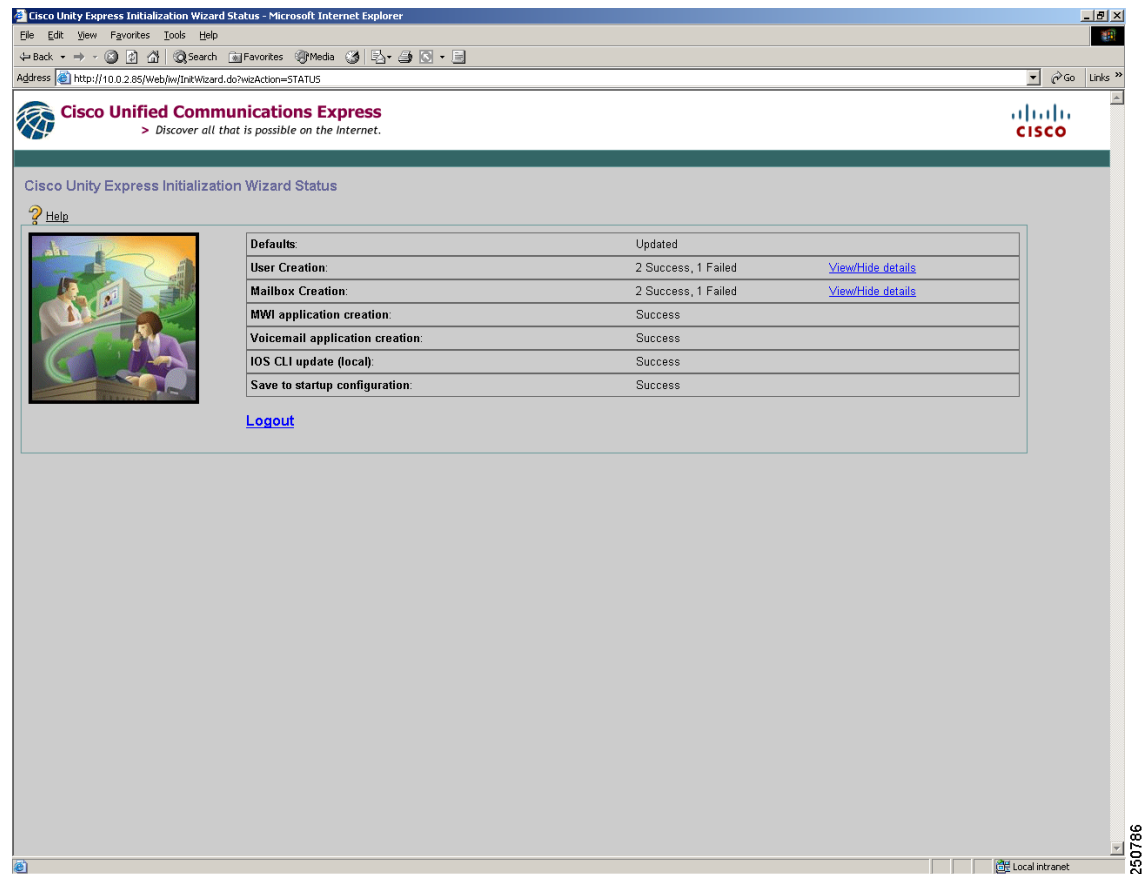 Cisco Unity Express Initialization Wizard Status - Microsoft Internet Explorer
File Edit View Favorites Tools Help
Back Search Favorites Media
Address http://10.0.2.85/Web/iw/InitWizard.do?wizAction=STATUS Go Links »
Cisco Unified Communications Express
> Discover all that is possible on the Internet.
CISCO
Cisco Unity Express Initialization Wizard Status
? Help
Defaults: Updated
User Creation: 2 Success, 1 Failed View/Hide details
Mailbox Creation: 2 Success, 1 Failed View/Hide details
MWI application creation: Success
Voicemail application creation: Success
IOS CLI update (local): Success
Save to startup configuration: Success
Logout
Local intranet
250786